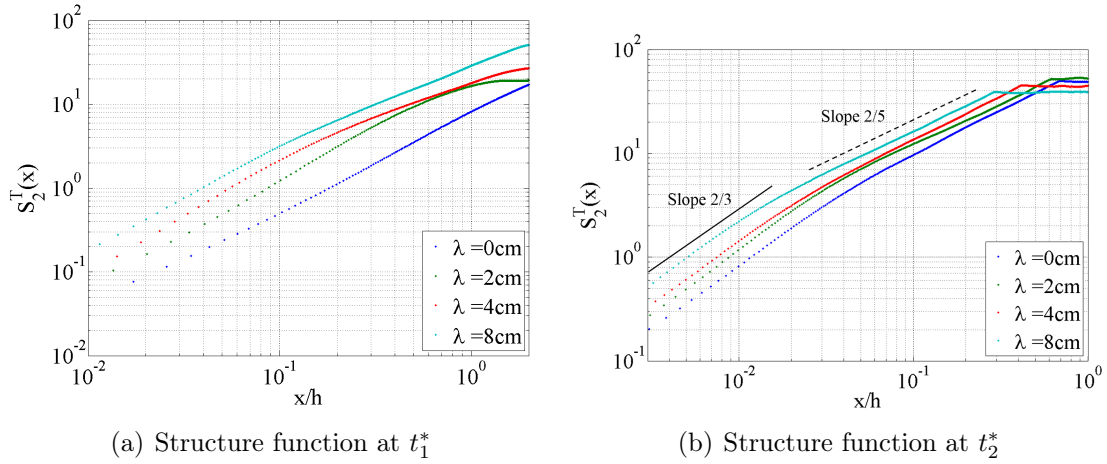 10^2
10^1
10^0
10^-1
10^-2
S_2^T(x)
10^-2
10^-1
10^0
x/h
λ =0cm
λ =2cm
λ =4cm
λ =8cm
(a) Structure function at t_1^*
10^2
10^1
10^0
10^-1
S_2^T(x)
Slope 2/5
Slope 2/3
10^-2
10^-1
10^0
x/h
λ =0cm
λ =2cm
λ =4cm
λ =8cm
(b) Structure function at t_2^*